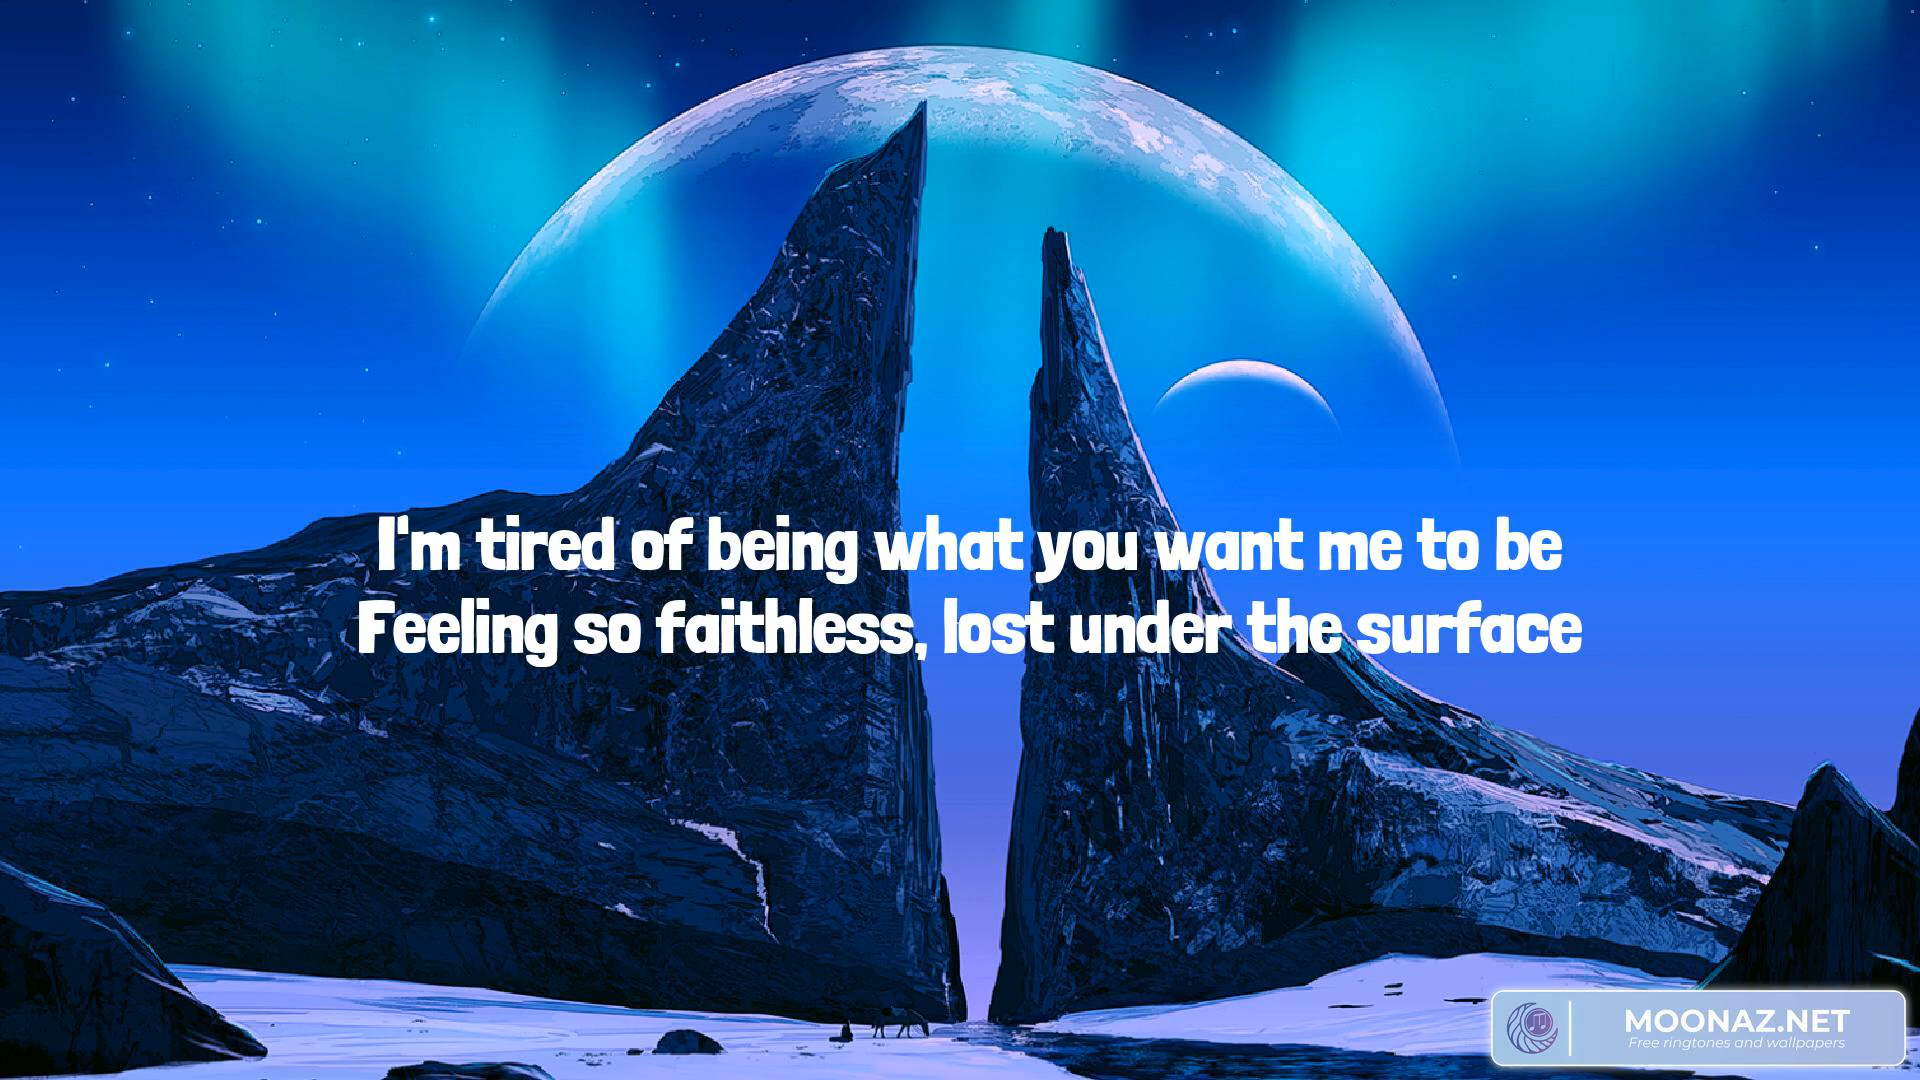 I'm tired of being what you want me to be
Feeling so faithless, lost under the surface
MOONAZ.NET
Free ringtones and wallpapers